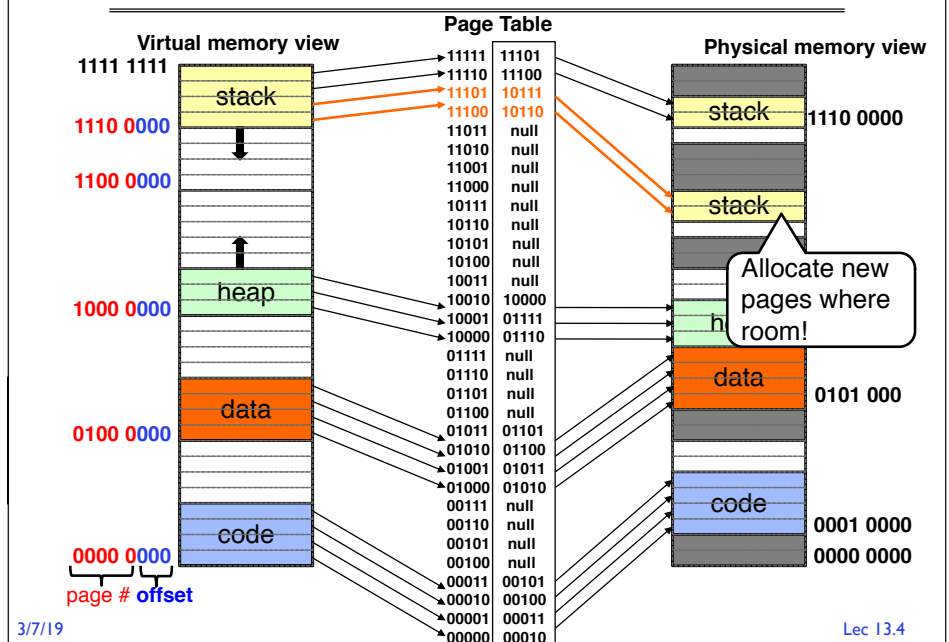 Page Table
Virtual memory view
Physical memory view
1111 1111
stack
1110 0000
1100 0000
heap
1000 0000
data
0100 0000
code
0000 0000
page # offset
11111 11101
11110 11100
11101 10111
11100 10110
11011 null
11010 null
11001 null
11000 null
10111 null
10110 null
10101 null
10100 null
10011 null
10010 10000
10001 01111
10000 01110
01111 null
01110 null
01101 null
01100 null
01011 01101
01010 01100
01001 01011
01000 01010
00111 null
00110 null
00101 null
00100 null
00011 00101
00010 00100
00001 00011
00000 00010
stack
1110 0000
stack
Allocate new
pages where
room!
data
0101 000
code
0001 0000
0000 0000
3/7/19
Lec 13.4